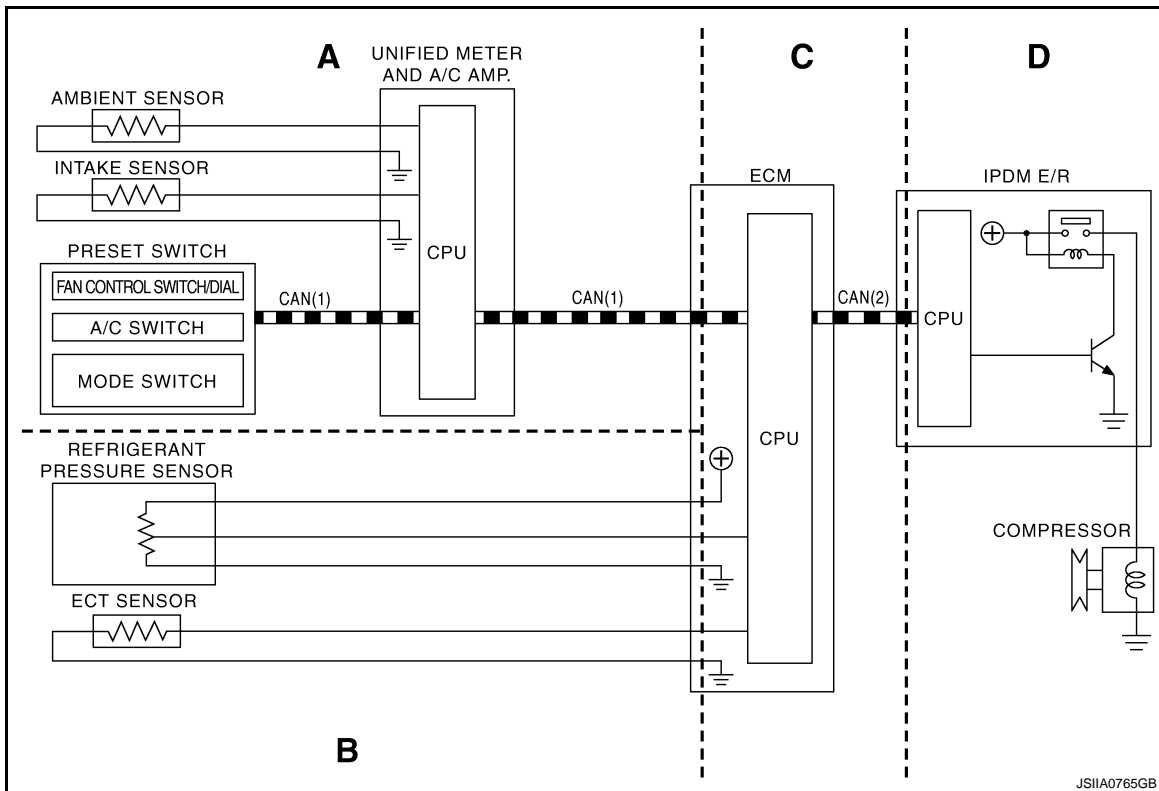 A
UNIFIED METER
AND A/C AMP.
C
D
AMBIENT SENSOR
INTAKE SENSOR
ECM
IPDM E/R
CPU
PRESET SWITCH
FAN CONTROL SWITCH/DIAL
A/C SWITCH
MODE SWITCH
CAN(1)
CAN(1)
CAN(2)
CPU
CPU
REFRIGERANT
PRESSURE SENSOR
COMPRESSOR
ECT SENSOR
B
JSIIA0765GB